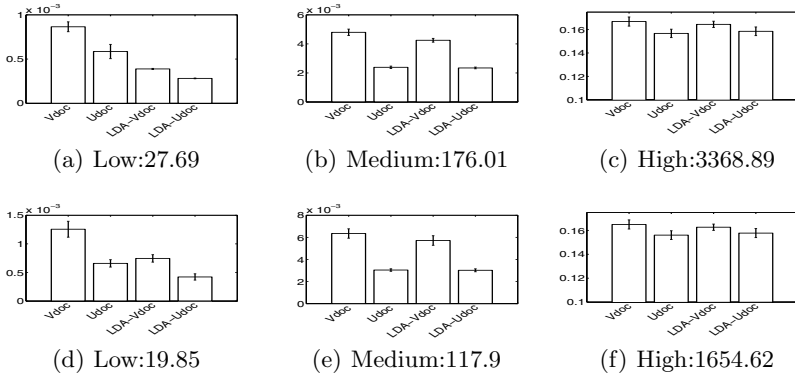 x 10⁻³
1
0.5
0
Vdoc Udoc LDA-Vdoc LDA-Udoc
(a) Low:27.69
x 10⁻³
6
4
2
0
Vdoc Udoc LDA-Vdoc LDA-Udoc
(b) Medium:176.01
0.16
0.14
0.12
0.1
Vdoc Udoc LDA-Vdoc LDA-Udoc
(c) High:3368.89
x 10⁻³
1.5
1
0.5
0
Vdoc Udoc LDA-Vdoc LDA-Udoc
(d) Low:19.85
x 10⁻³
8
6
4
2
0
Vdoc Udoc LDA-Vdoc LDA-Udoc
(e) Medium:117.9
0.16
0.14
0.12
0.1
Vdoc Udoc LDA-Vdoc LDA-Udoc
(f) High:1654.62